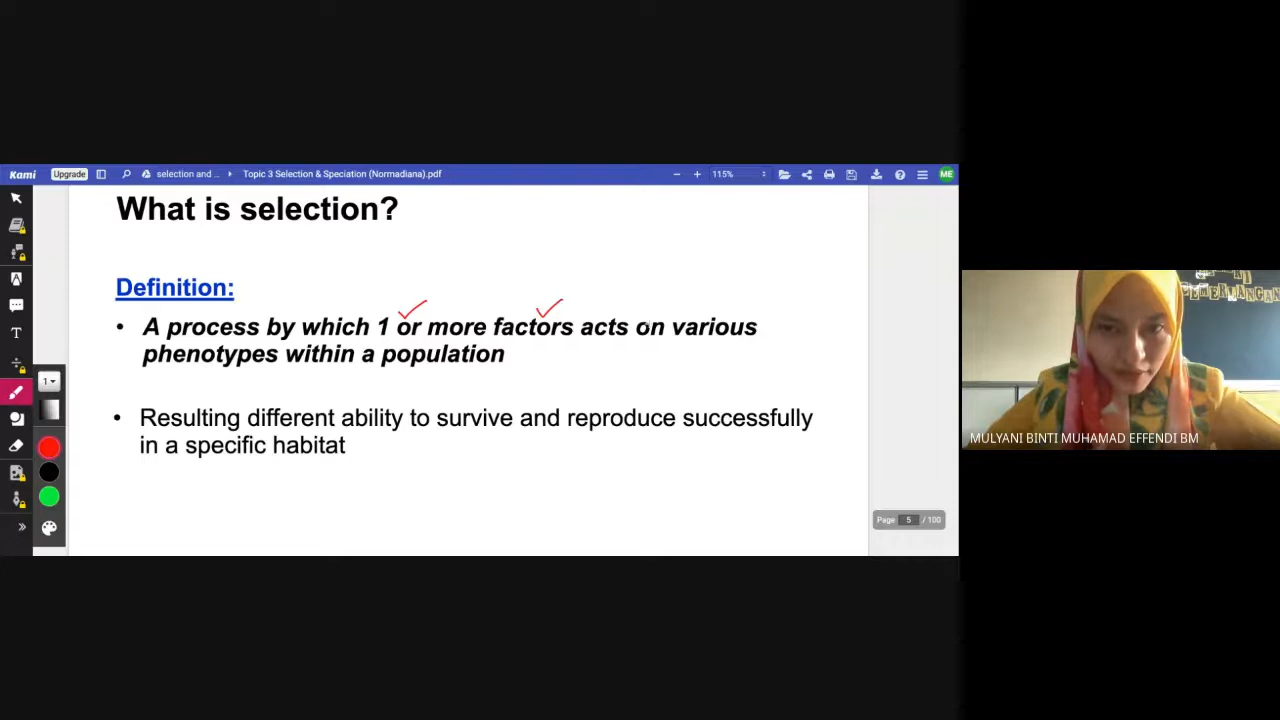 Kami Upgrade selection and ... Topic 3 Selection & Speciation (Normadiana).pdf 115% ME
What is selection?
Definition:
• A process by which 1 or more factors acts on various
phenotypes within a population
• Resulting different ability to survive and reproduce successfully
in a specific habitat
T
1
Page 5 / 100
MULYANI BINTI MUHAMAD EFFENDI BM